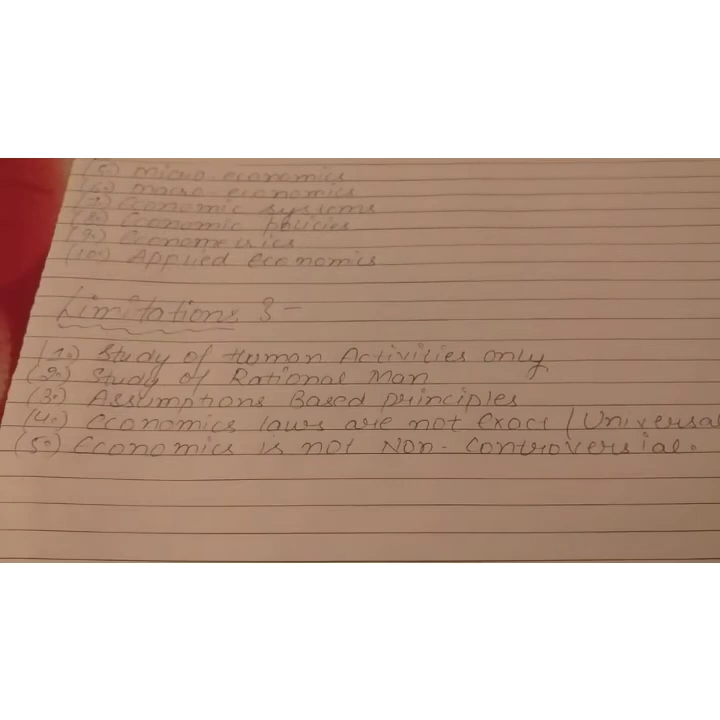 (5.) micro-economics
(6.) macro-economics
(7.) Economic systems
(8.) Economic policies
(9.) Econometrics
(10.) Applied economics
Limitations :-
(1.) Study of Human Activities only
(2.) Study of Rational Man
(3.) Assumptions Based principles
(4.) Economics laws are not exact / Universal
(5.) Economics is not Non-Controversial.